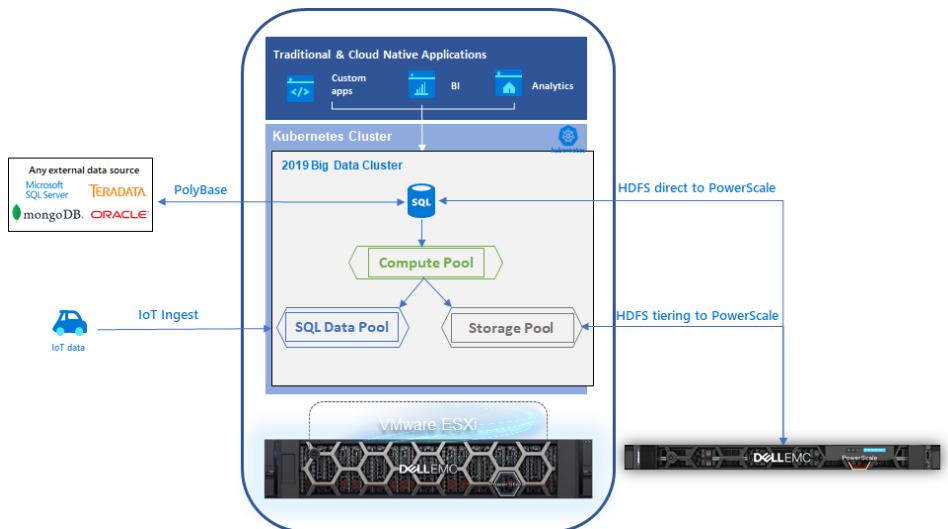 Traditional & Cloud Native Applications
Custom
apps
BI
Analytics
Kubernetes Cluster
kubernetes
2019 Big Data Cluster
Any external data source
Microsoft
SQL Server
TERADATA
mongoDB.
ORACLE
PolyBase
SQL
HDFS direct to PowerScale
Compute Pool
IoT Ingest
IoT data
SQL Data Pool
Storage Pool
HDFS tiering to PowerScale
VMware ESXi
DELLEMC
DELLEMC
PowerScale